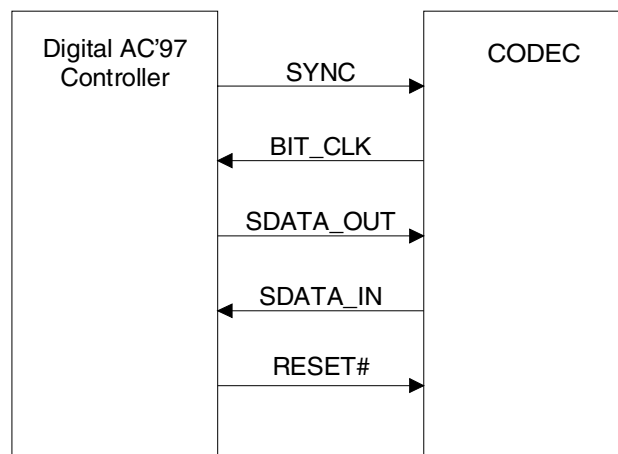 Digital AC'97
Controller
CODEC
SYNC
BIT_CLK
SDATA_OUT
SDATA_IN
RESET#